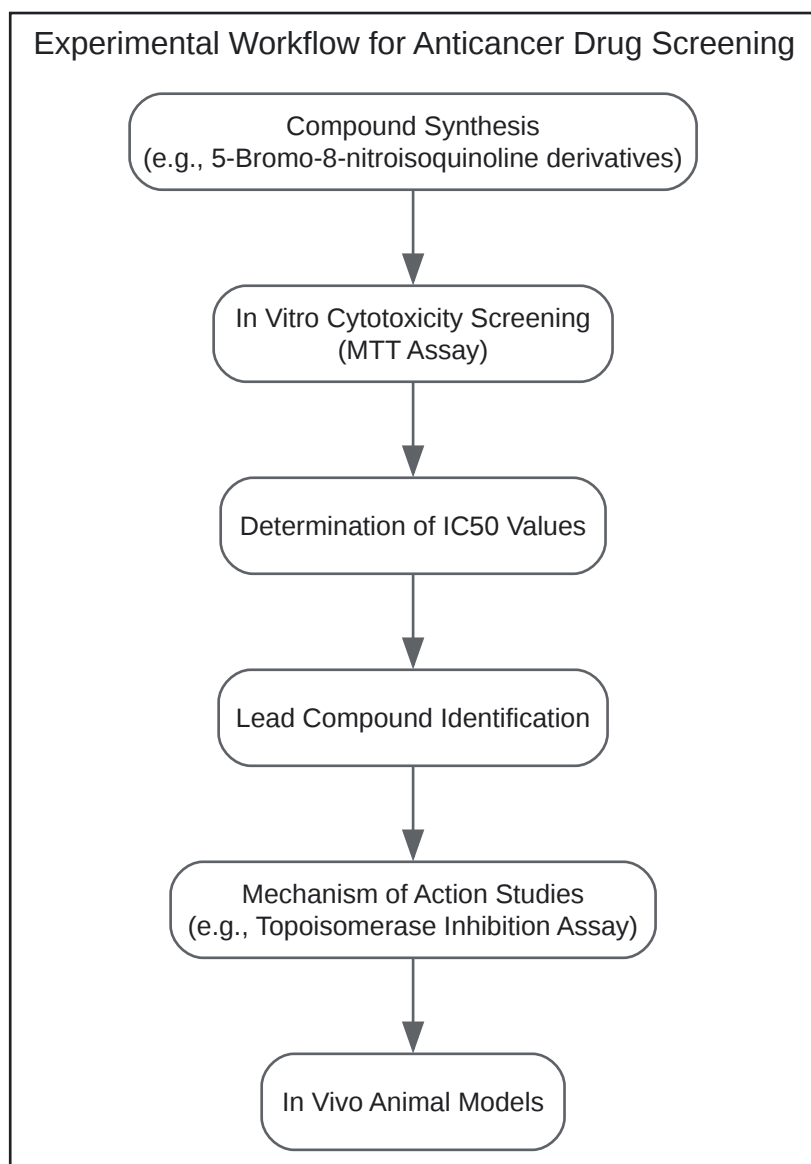 Experimental Workflow for Anticancer Drug Screening
Compound Synthesis
(e.g., 5-Bromo-8-nitroisoquinoline derivatives)
In Vitro Cytotoxicity Screening
(MTT Assay)
Determination of IC50 Values
Lead Compound Identification
Mechanism of Action Studies
(e.g., Topoisomerase Inhibition Assay)
In Vivo Animal Models